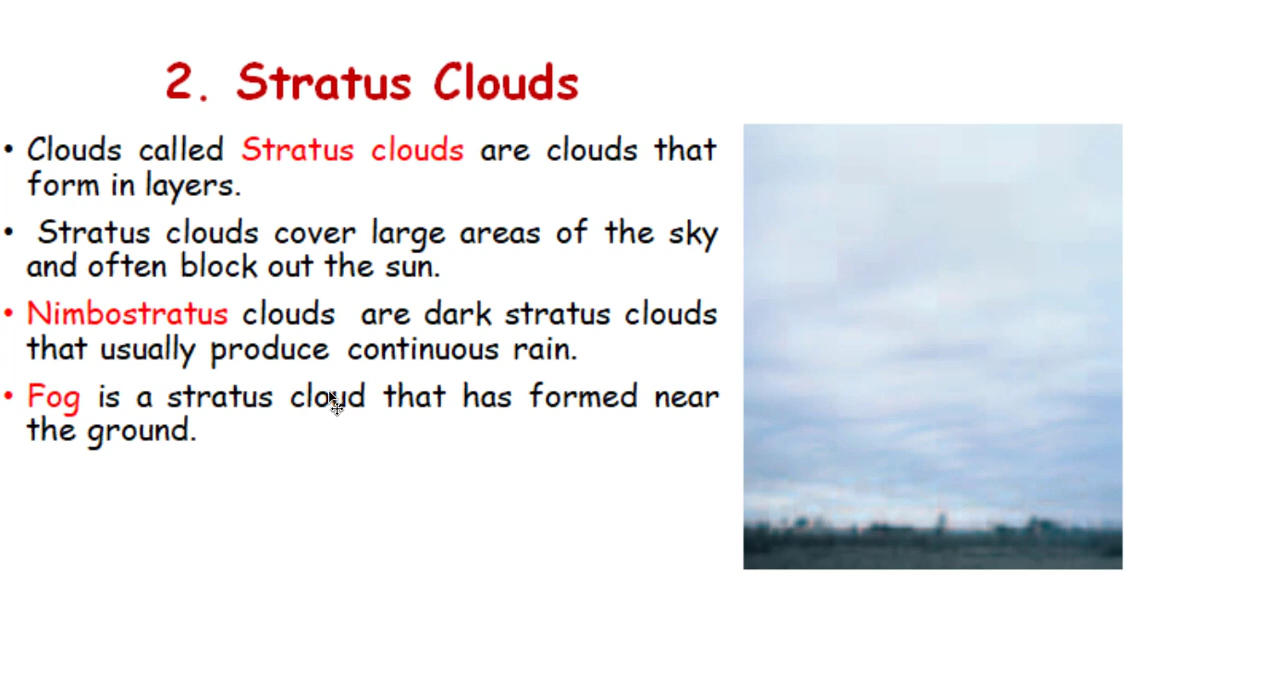 2. Stratus Clouds
• Clouds called Stratus clouds are clouds that
form in layers.
• Stratus clouds cover large areas of the sky
and often block out the sun.
• Nimbostratus clouds are dark stratus clouds
that usually produce continuous rain.
• Fog is a stratus cloud that has formed near
the ground.